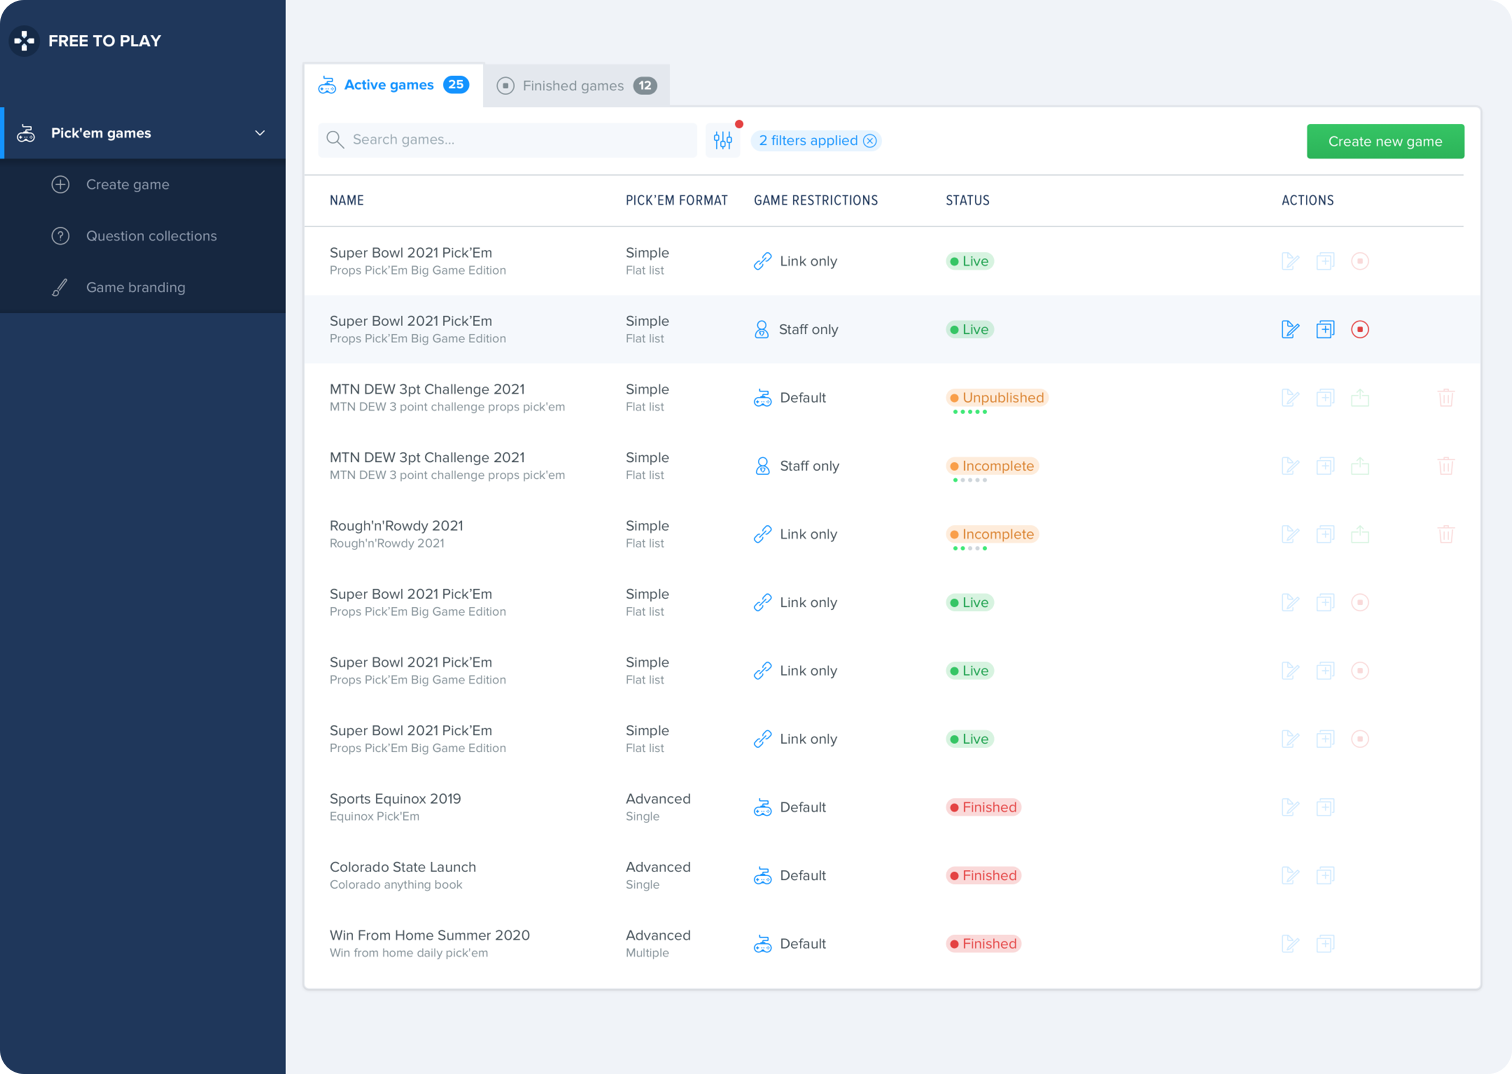 FREE TO PLAY
Pick'em games
Create game
Question collections
Game branding
Active games 25
Finished games 12
Search games...
2 filters applied
Create new game
NAME PICK'EM FORMAT GAME RESTRICTIONS STATUS ACTIONS
Super Bowl 2021 Pick'Em Simple Link only Live
Props Pick'Em Big Game Edition Flat list
Super Bowl 2021 Pick'Em Simple Staff only Live
Props Pick'Em Big Game Edition Flat list
MTN DEW 3pt Challenge 2021 Simple Default Unpublished
MTN DEW 3 point challenge props pick'em Flat list
MTN DEW 3pt Challenge 2021 Simple Staff only Incomplete
MTN DEW 3 point challenge props pick'em Flat list
Rough'n'Rowdy 2021 Simple Link only Incomplete
Rough'n'Rowdy 2021 Flat list
Super Bowl 2021 Pick'Em Simple Link only Live
Props Pick'Em Big Game Edition Flat list
Super Bowl 2021 Pick'Em Simple Link only Live
Props Pick'Em Big Game Edition Flat list
Super Bowl 2021 Pick'Em Simple Link only Live
Props Pick'Em Big Game Edition Flat list
Sports Equinox 2019 Advanced Default Finished
Equinox Pick'Em Single
Colorado State Launch Advanced Default Finished
Colorado anything book Single
Win From Home Summer 2020 Advanced Default Finished
Win from home daily pick'em Multiple